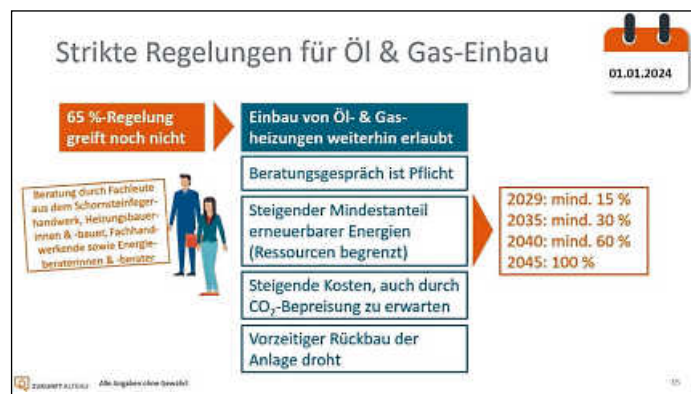 Strikte Regelungen für Öl & Gas-Einbau
01.01.2024
65 %-Regelung
greift noch nicht
Einbau von Öl- & Gas-
heizungen weiterhin erlaubt
Beratungsgespräch ist Pflicht
Beratung durch Fachleute
aus dem Schornsteinfeger-
handwerk, Heizungsbauer-
innen & -bauer, Fachhand-
werkende sowie Energie-
beraterinnen & -berater
Steigender Mindestanteil
erneuerbarer Energien
(Ressourcen begrenzt)
2029: mind. 15 %
2035: mind. 30 %
2040: mind. 60 %
2045: 100 %
Steigende Kosten, auch durch
CO₂-Bepreisung zu erwarten
Vorzeitiger Rückbau der
Anlage droht
ZUKUNFT ALTBAU
Alle Angaben ohne Gewähr!